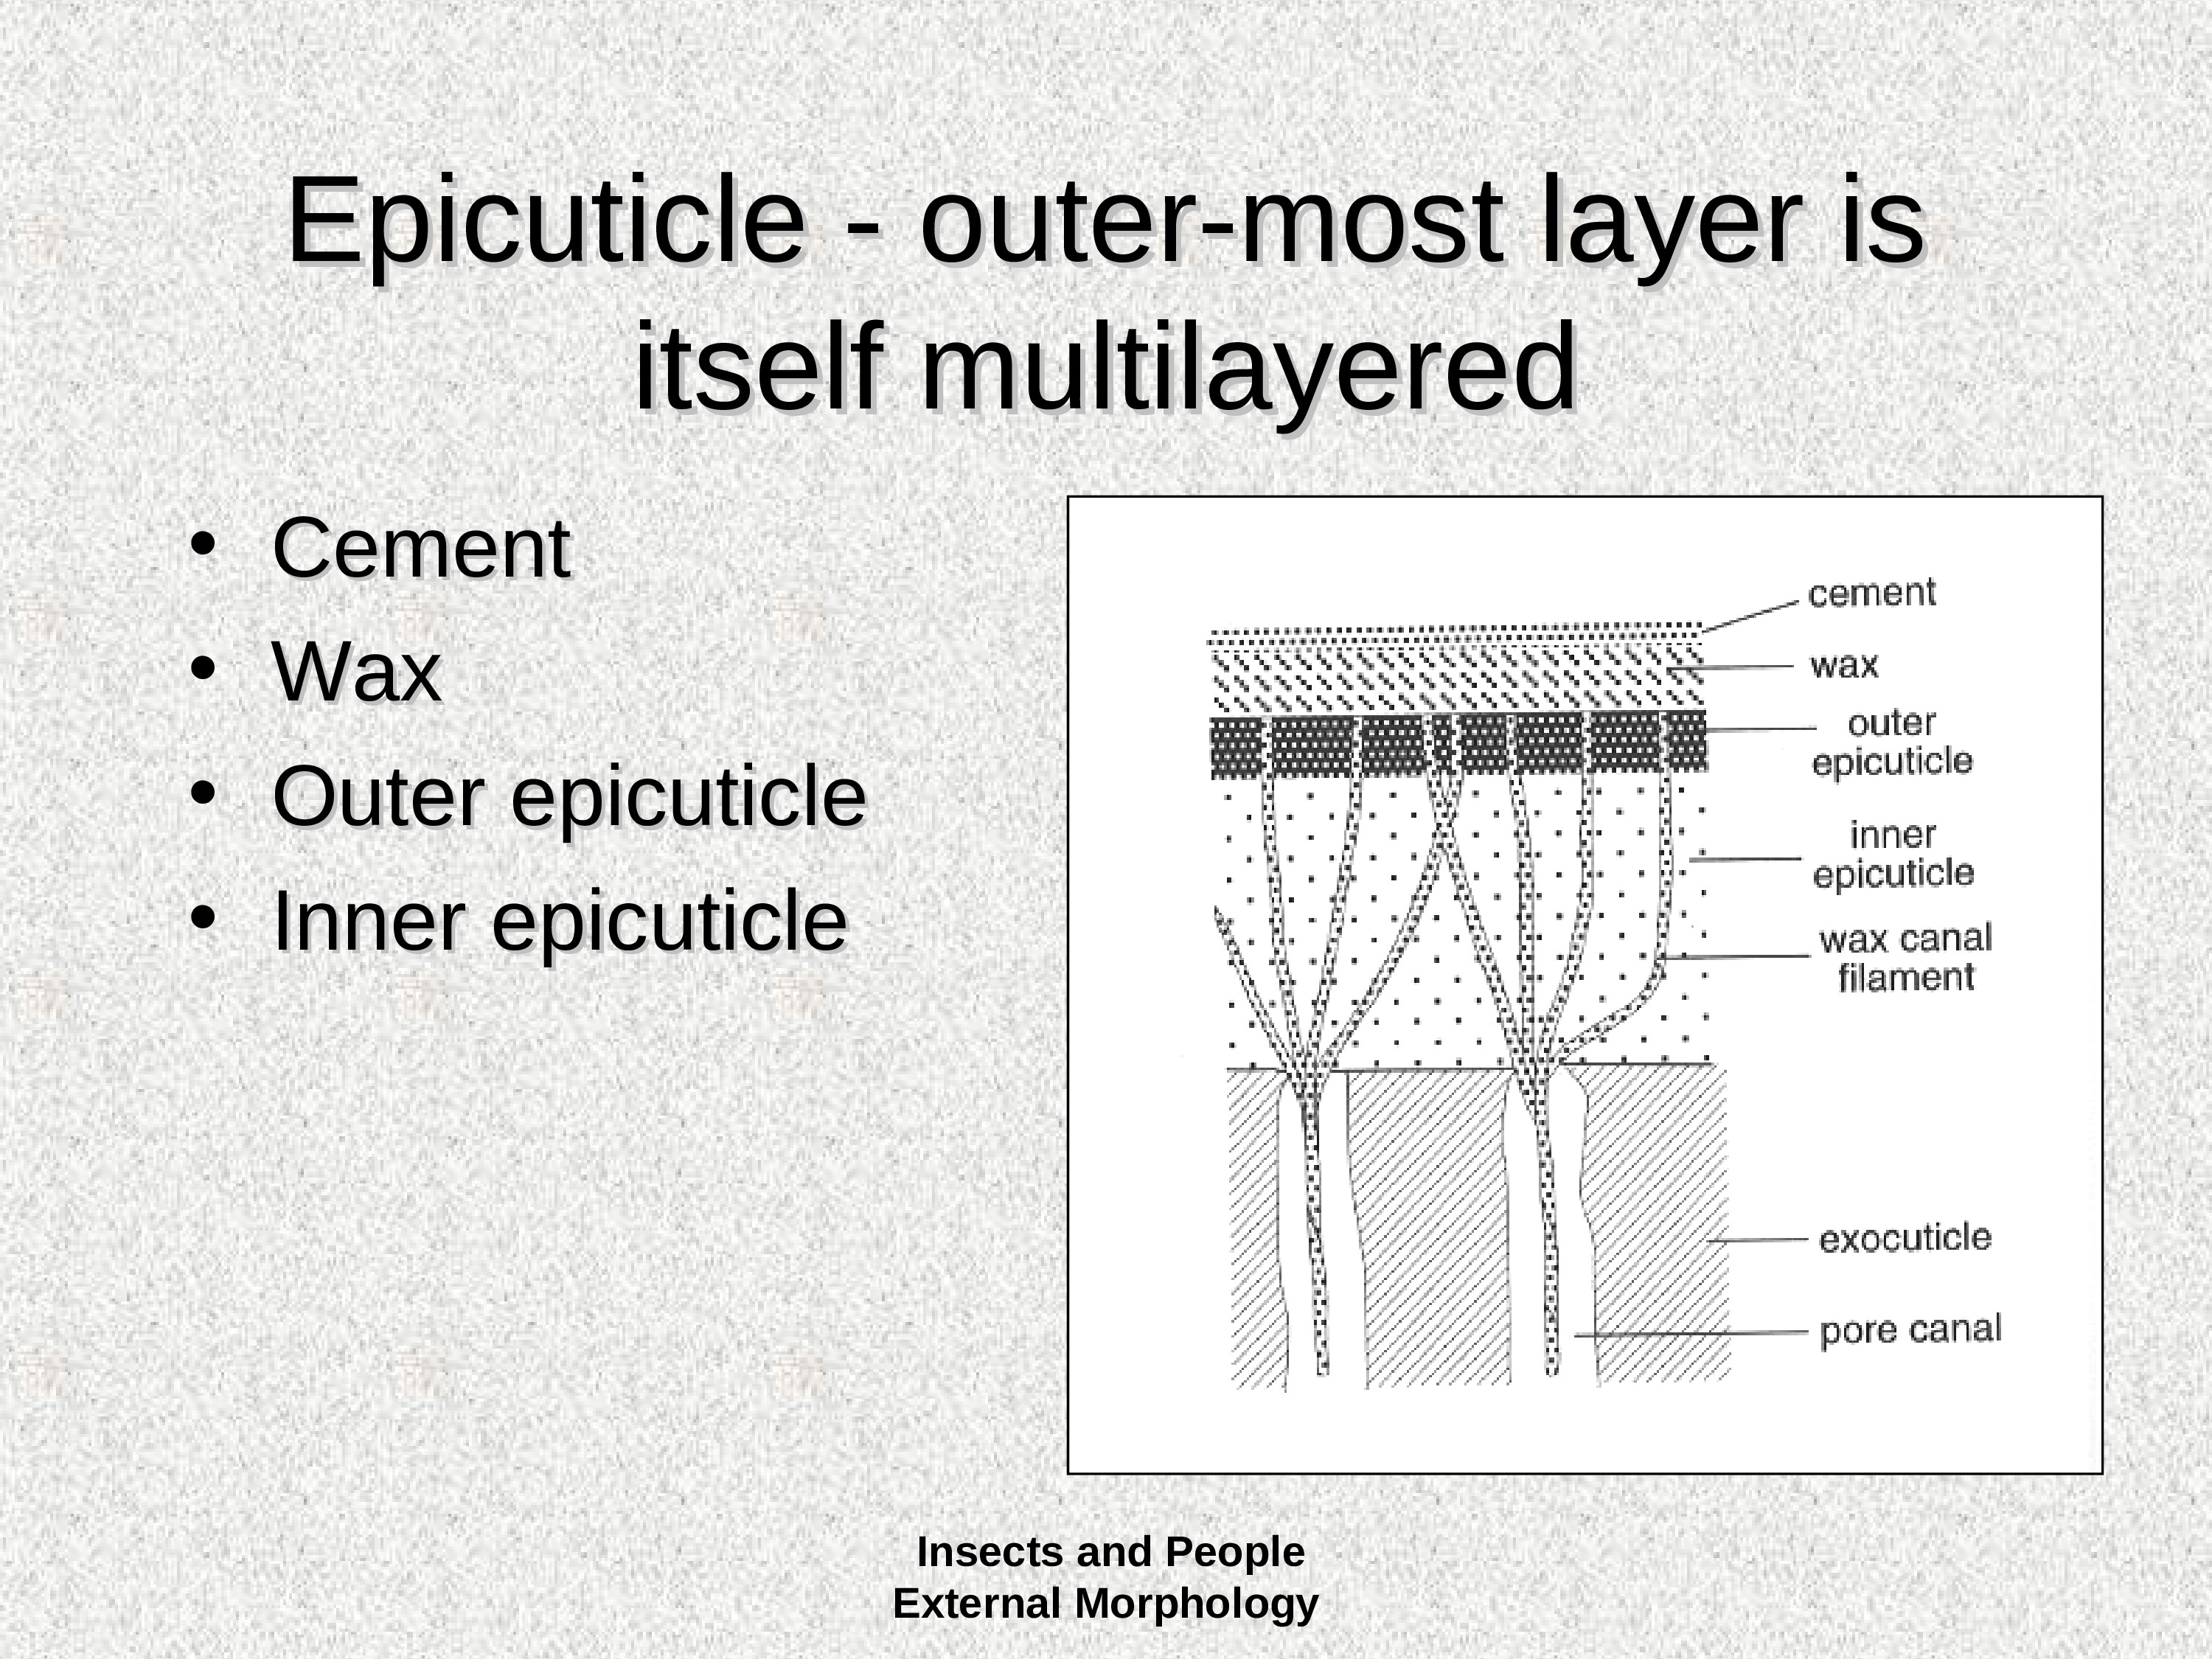 Epicuticle - outer-most layer is
itself multilayered
• Cement
• Wax
• Outer epicuticle
• Inner epicuticle
cement
wax
outer
epicuticle
inner
epicuticle
wax canal
filament
exocuticle
pore canal
Insects and People
External Morphology